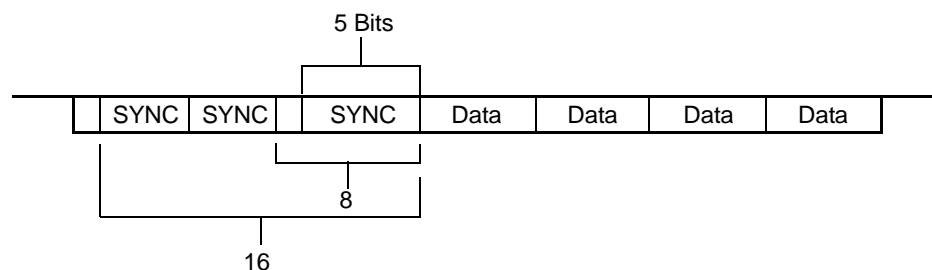 5 Bits
SYNC SYNC SYNC Data Data Data Data
8
16